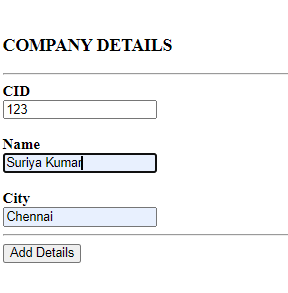 COMPANY DETAILS
CID
123
Name
Suriya Kumar
City
Chennai
Add Details